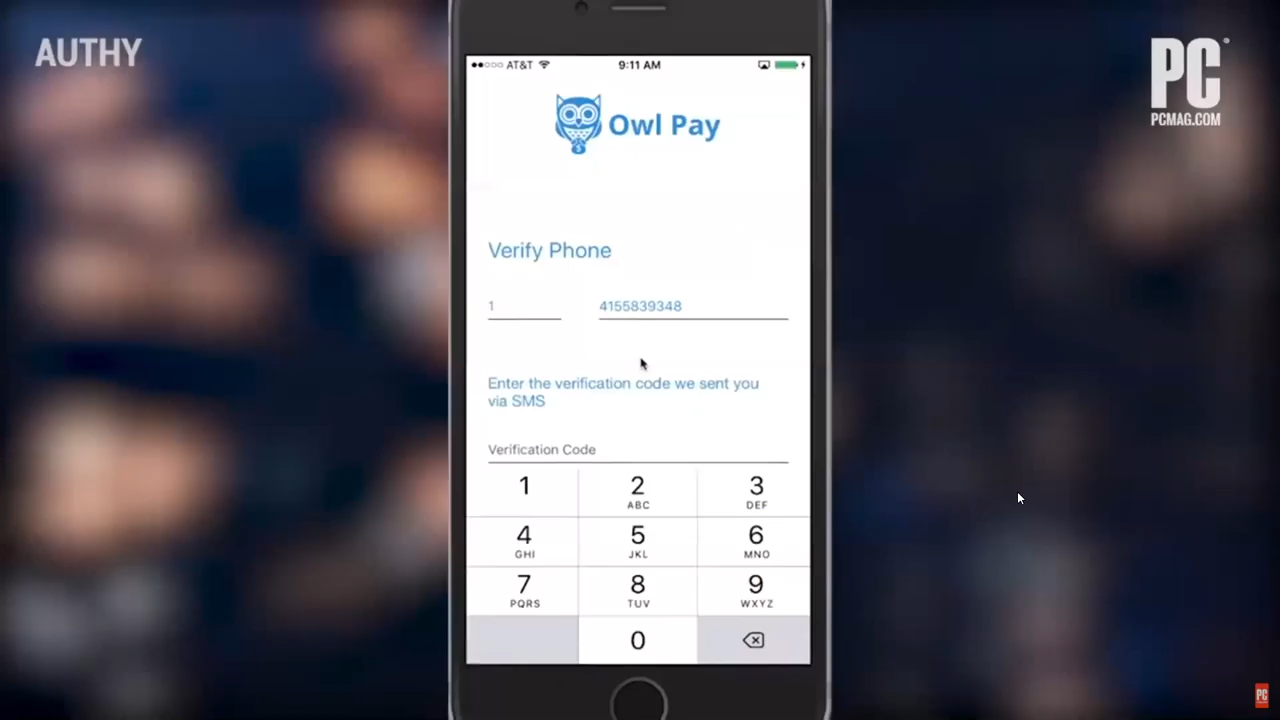 AUTHY
PC
PCMAG.COM
AT&T 9:11 AM
Owl Pay
Verify Phone
1 4155839348
Enter the verification code we sent you
via SMS
Verification Code
1 2 3
ABC DEF
4 5 6
GHI JKL MNO
7 8 9
PQRS TUV WXYZ
0
PC